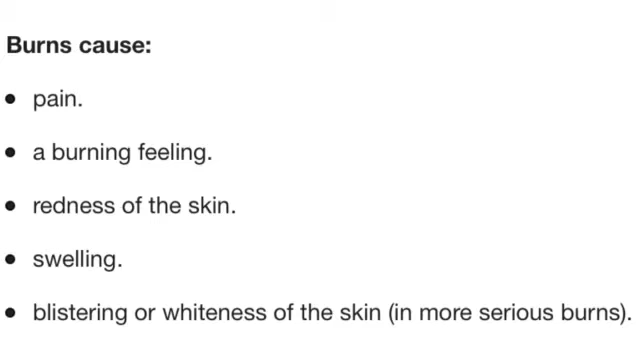 Burns cause:
• pain.
• a burning feeling.
• redness of the skin.
• swelling.
• blistering or whiteness of the skin (in more serious burns).